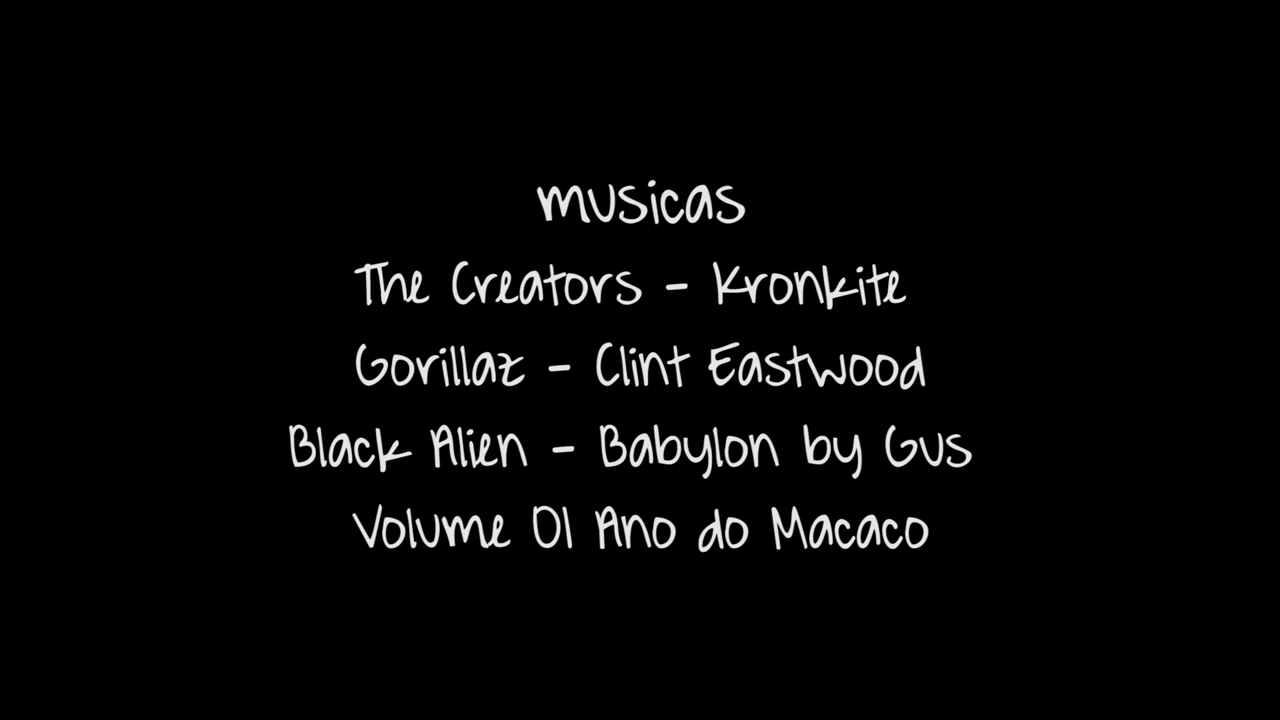 musicas
The Creators - Kronkite
Gorillaz - Clint Eastwood
Black Alien - Babylon by Gus
Volume 01 Ano do Macaco